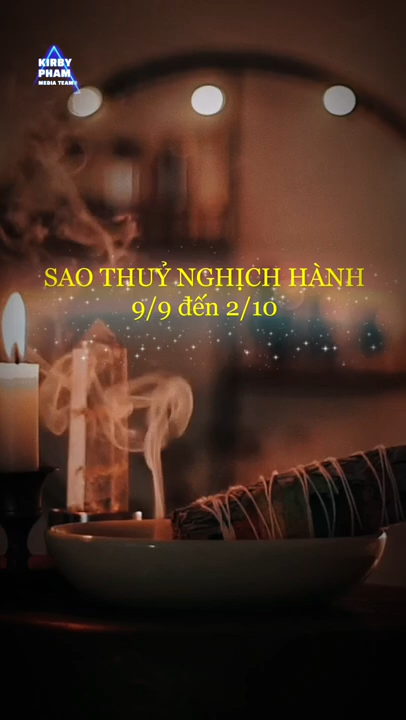 KIRBY
PHAM
MEDIA TEAM
SAO THUỶ NGHỊCH HÀNH
9/9 đến 2/10